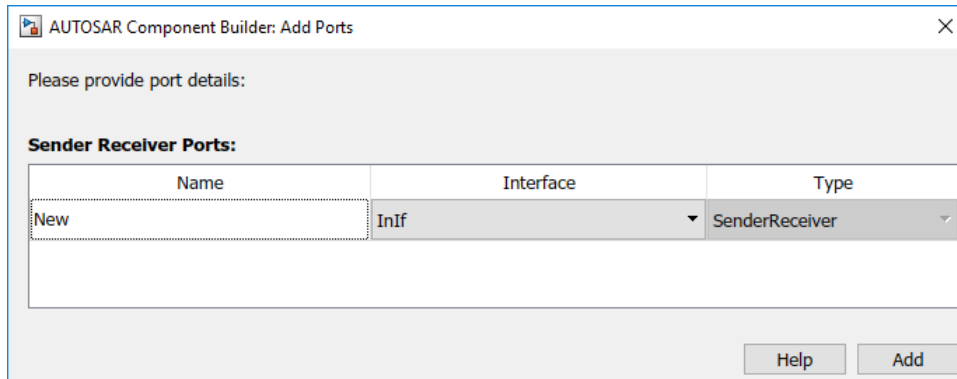 AUTOSAR Component Builder: Add Ports
Please provide port details:
Sender Receiver Ports:
Name Interface Type
New InIf SenderReceiver
Help Add